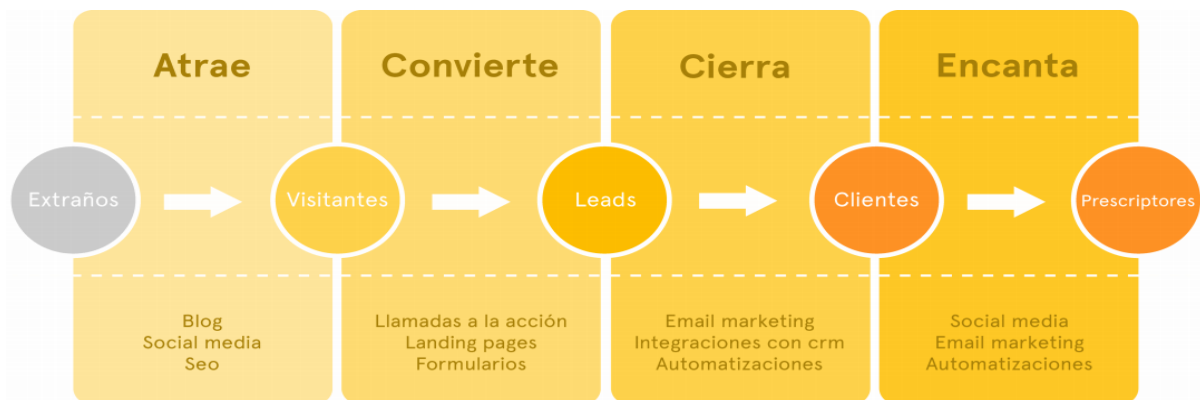 Atrae
Convierte
Cierra
Encanta
Extraños
Visitantes
Leads
Clientes
Prescriptores
Blog
Social media
Seo
Llamadas a la acción
Landing pages
Formularios
Email marketing
Integraciones con crm
Automatizaciones
Social media
Email marketing
Automatizaciones